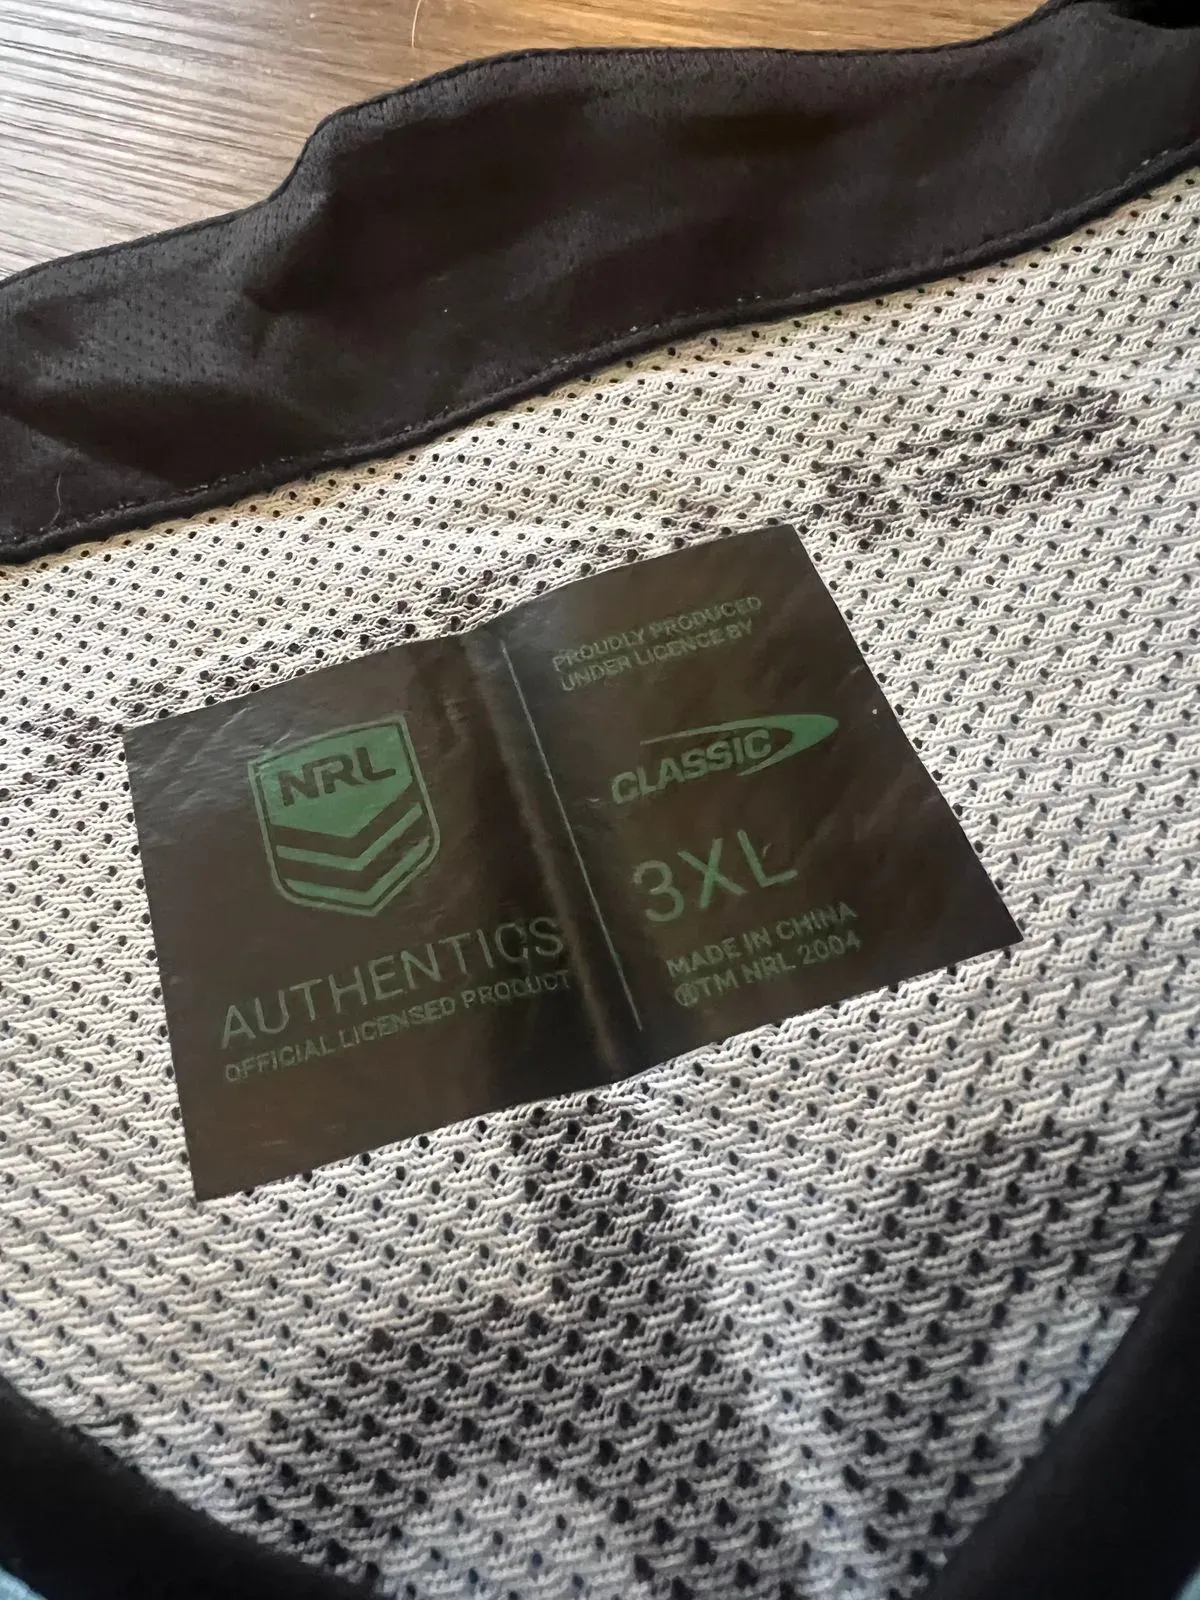 NRL
AUTHENTICS
OFFICIAL LICENSED PRODUCT
PROUDLY PRODUCED
UNDER LICENCE BY
CLASSIC
3XL
MADE IN CHINA
®TM NRL 2004